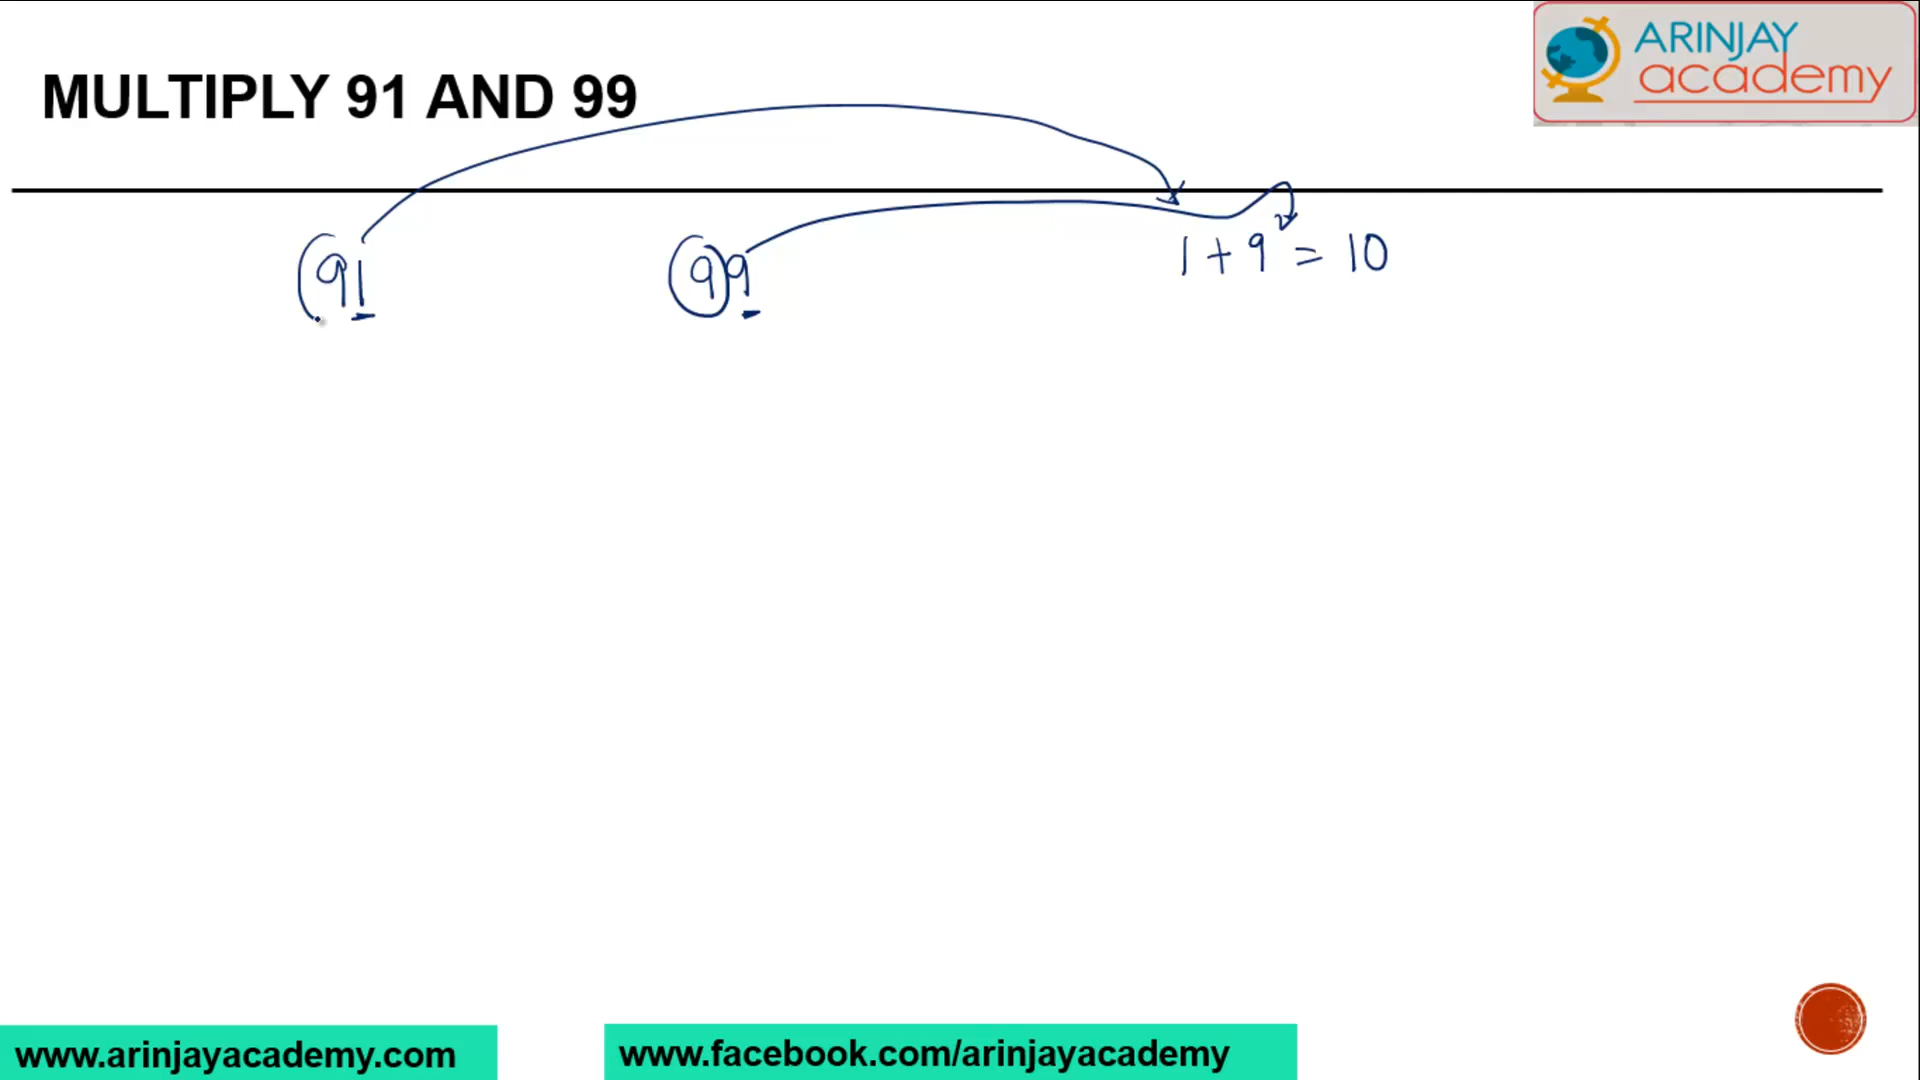 ARINJAY
academy
MULTIPLY 91 AND 99
91 99 1 + 9 = 10
www.arinjayacademy.com
www.facebook.com/arinjayacademy